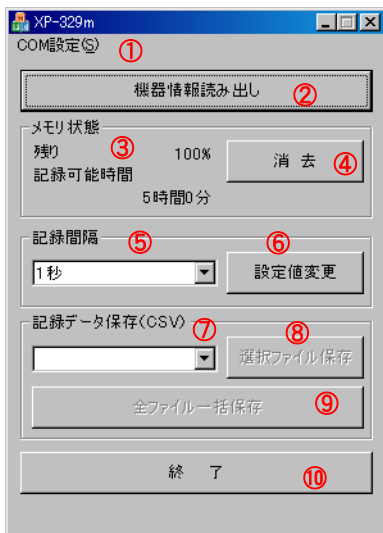 XP-329m
COM設定(S) ①
機器情報読み出し ②
メモリ状態
残り ③ 100%
消 去 ④
記録可能時間
5時間0分
記録間隔 ⑤ ⑥
1秒
設定値変更
記録データ保存(CSV) ⑦ ⑧
選択ファイル保存
全ファイル一括保存 ⑨
終 了 ⑩